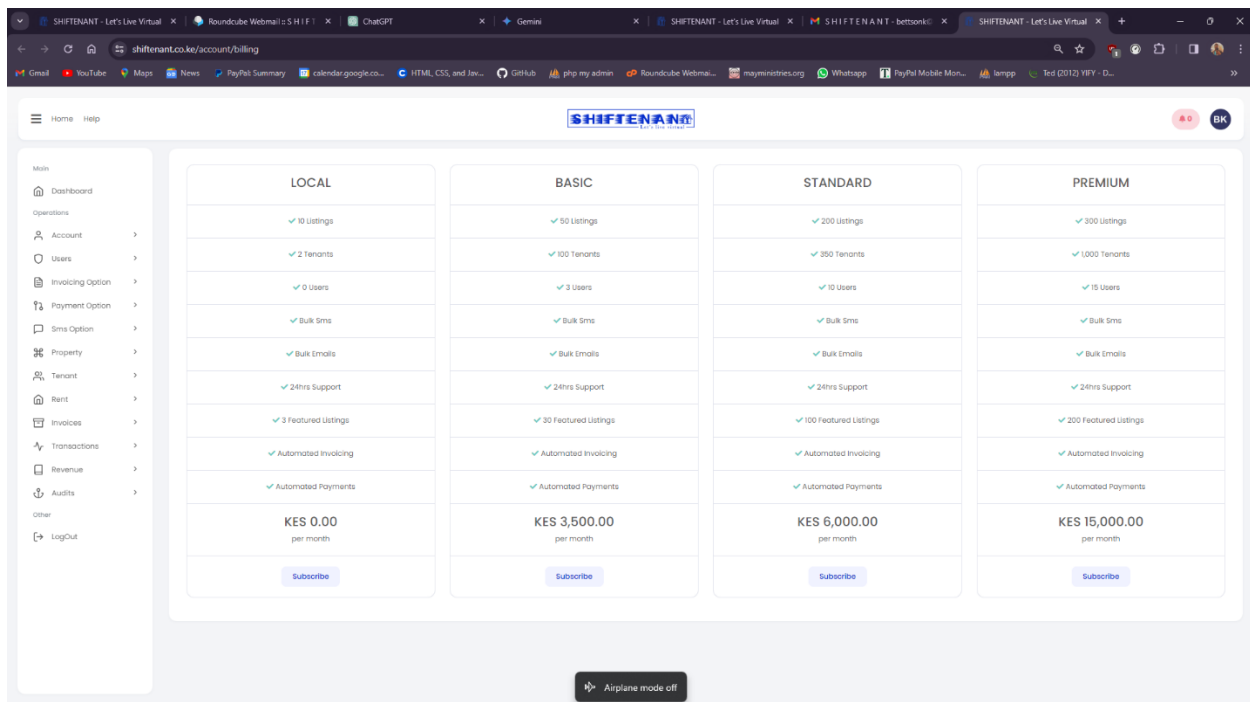 SHIFTENANT - Let's Live Virtual
Roundcube Webmail :: S H I F T
ChatGPT
Gemini
SHIFTENANT - Let's Live Virtual
S H I F T E N A N T - bettsonk
SHIFTENANT - Let's Live Virtual
shiftenant.co.ke/account/billing
Gmail
YouTube
Maps
News
PayPal: Summary
calendar.google.co...
HTML, CSS, and Jav...
GitHub
php my admin
Roundcube Webmai...
mayministries.org
Whatsapp
PayPal Mobile Mon...
lampp
Ted (2012) YIFY - D...
Home
Help
SHIFTENANT
Let's live virtual
0
BK
Main
Dashboard
Operations
Account
Users
Invoicing Option
Payment Option
Sms Option
Property
Tenant
Rent
Invoices
Transactions
Revenue
Audits
Other
LogOut
LOCAL
10 Listings
2 Tenants
0 Users
Bulk Sms
Bulk Emails
24hrs Support
3 Featured Listings
Automated Invoicing
Automated Payments
KES 0.00
per month
Subscribe
BASIC
50 Listings
100 Tenants
3 Users
Bulk Sms
Bulk Emails
24hrs Support
30 Featured Listings
Automated Invoicing
Automated Payments
KES 3,500.00
per month
Subscribe
STANDARD
200 Listings
350 Tenants
10 Users
Bulk Sms
Bulk Emails
24hrs Support
100 Featured Listings
Automated Invoicing
Automated Payments
KES 6,000.00
per month
Subscribe
PREMIUM
300 Listings
1,000 Tenants
15 Users
Bulk Sms
Bulk Emails
24hrs Support
200 Featured Listings
Automated Invoicing
Automated Payments
KES 15,000.00
per month
Subscribe
Airplane mode off